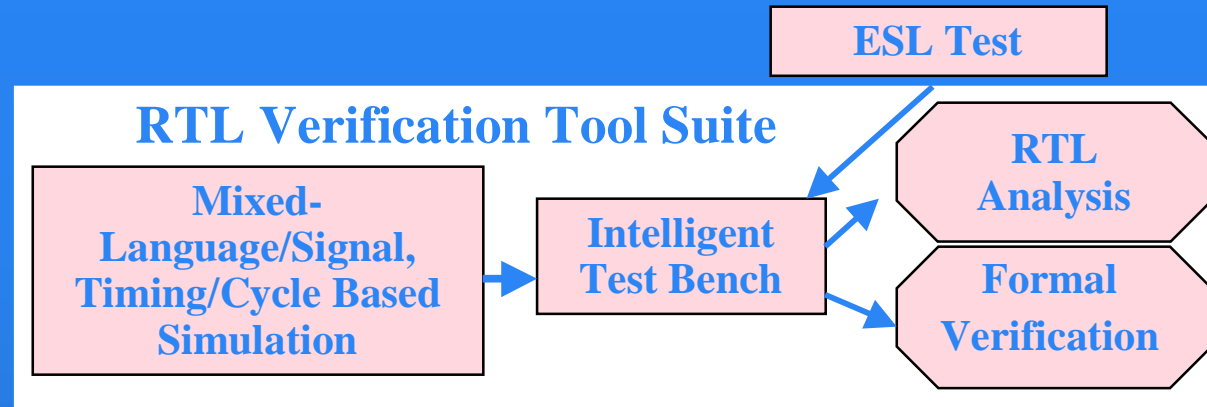 ESL Test
RTL Verification Tool Suite
Mixed-
Language/Signal,
Timing/Cycle Based
Simulation
Intelligent
Test Bench
RTL
Analysis
Formal
Verification